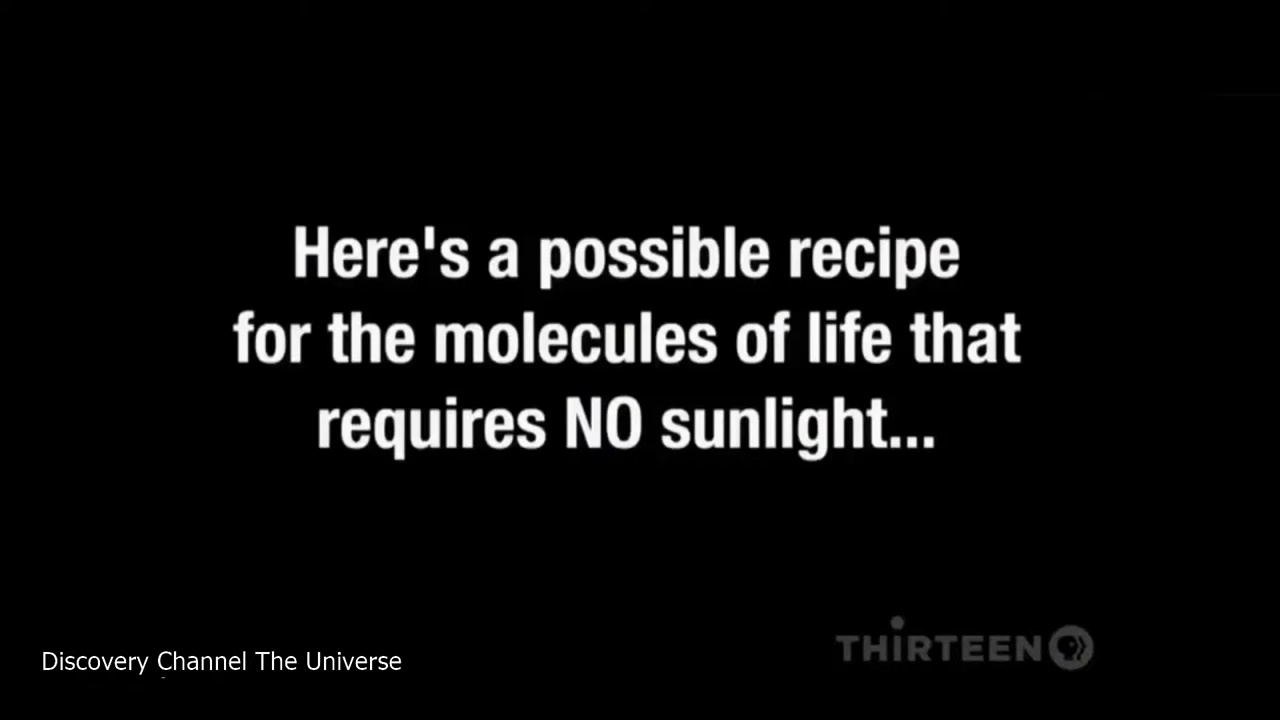 Here's a possible recipe
for the molecules of life that
requires NO sunlight...
THiRTEEN
Discovery Channel The Universe